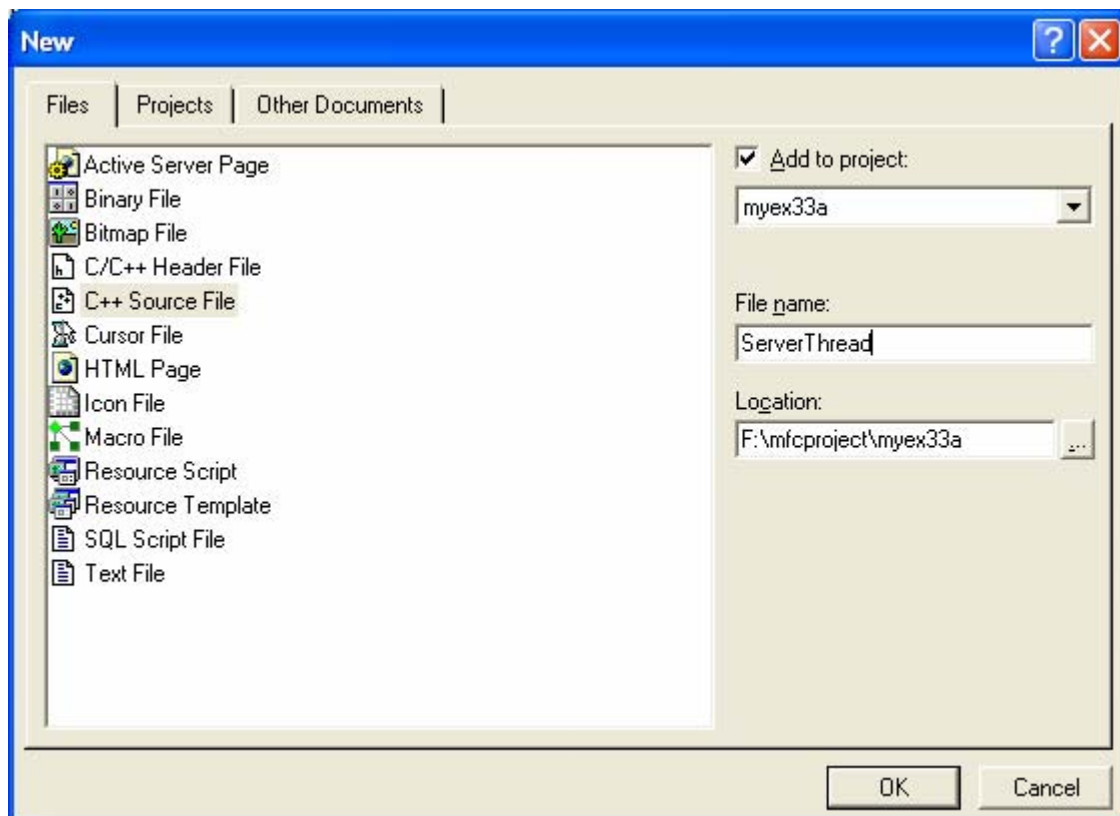 New
Files
Projects
Other Documents
Active Server Page
Binary File
Bitmap File
C/C++ Header File
C++ Source File
Cursor File
HTML Page
Icon File
Macro File
Resource Script
Resource Template
SQL Script File
Text File
Add to project:
myex33a
File name:
ServerThread
Location:
F:\mfcproject\myex33a
...
OK
Cancel